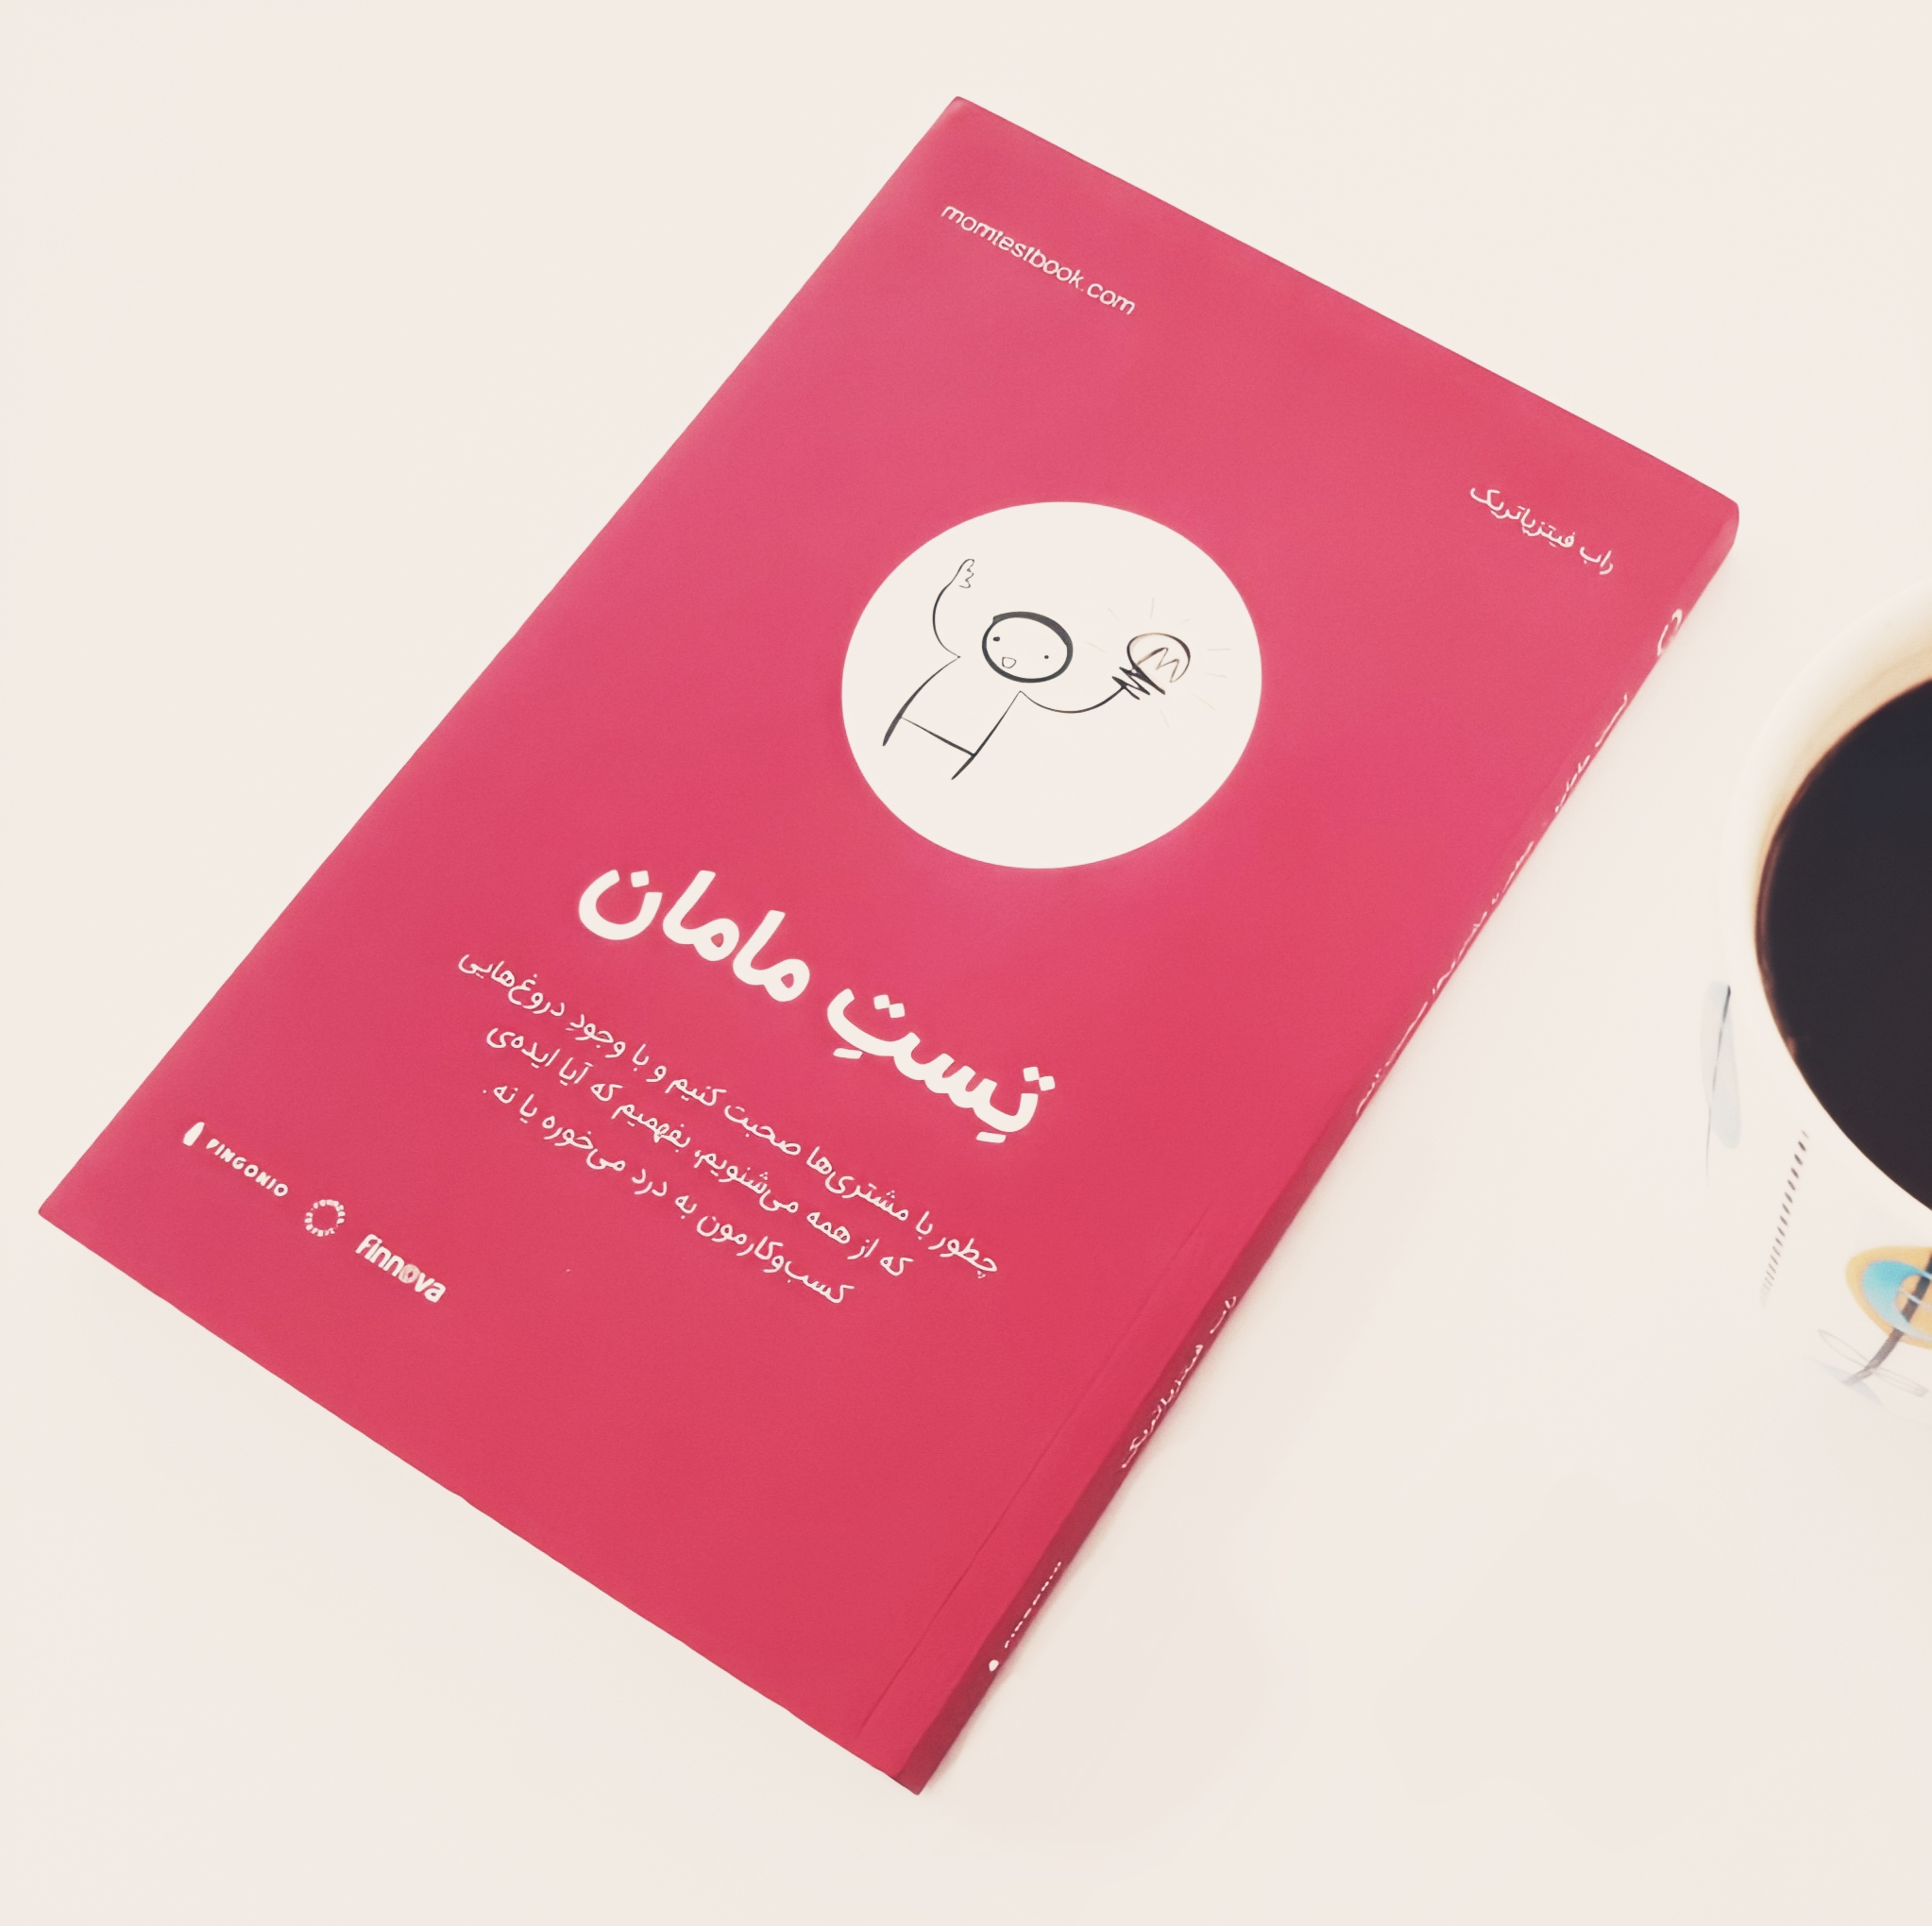 momtestbook.com
راب فیتزپاتریک
تِستِ مامان
چطور با مشتری‌ها صحبت کنیم و با وجودِ دروغ‌هایی
که از همه می‌شنویم، بفهمیم که آیا ایده‌ی
کسب‌وکارمون به درد می‌خوره یا نه.
PINGONIO
finnova